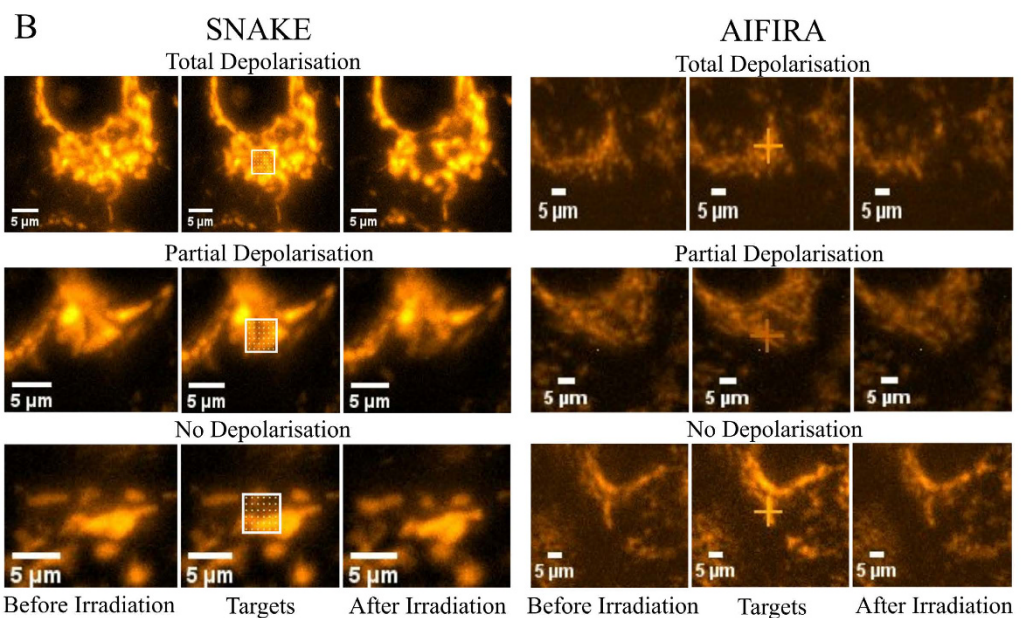 B
SNAKE
AIFIRA
Total Depolarisation
Total Depolarisation
5 µm
5 µm
5 µm
5 µm
5 µm
5 µm
Partial Depolarisation
Partial Depolarisation
5 µm
5 µm
5 µm
5 µm
5 µm
5 µm
No Depolarisation
No Depolarisation
5 µm
5 µm
5 µm
5 µm
5 µm
5 µm
Before Irradiation
Targets
After Irradiation
Before Irradiation
Targets
After Irradiation